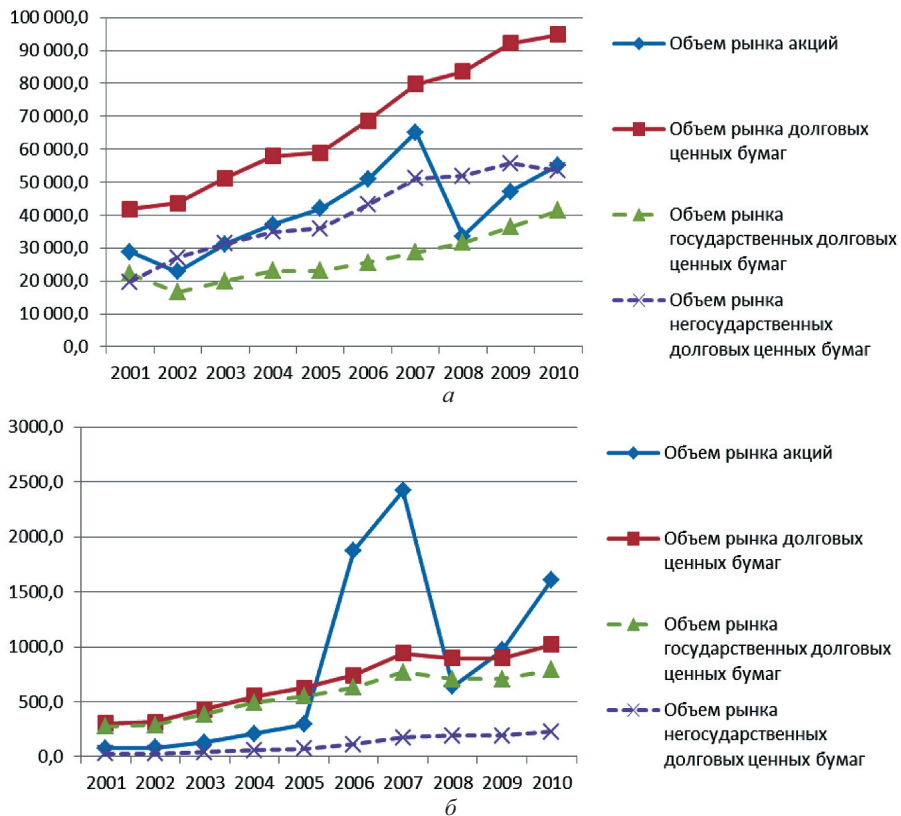 100 000,0
90 000,0
80 000,0
70 000,0
60 000,0
50 000,0
40 000,0
30 000,0
20 000,0
10 000,0
0,0
2001 2002 2003 2004 2005 2006 2007 2008 2009 2010
Объем рынка акций
Объем рынка долговых
ценных бумаг
Объем рынка
государственных долговых
ценных бумаг
Объем рынка
негосударственных
долговых ценных бумаг
а
3000,0
2500,0
2000,0
1500,0
1000,0
500,0
0,0
2001 2002 2003 2004 2005 2006 2007 2008 2009 2010
Объем рынка акций
Объем рынка долговых
ценных бумаг
Объем рынка
государственных долговых
ценных бумаг
Объем рынка
негосударственных
долговых ценных бумаг
б